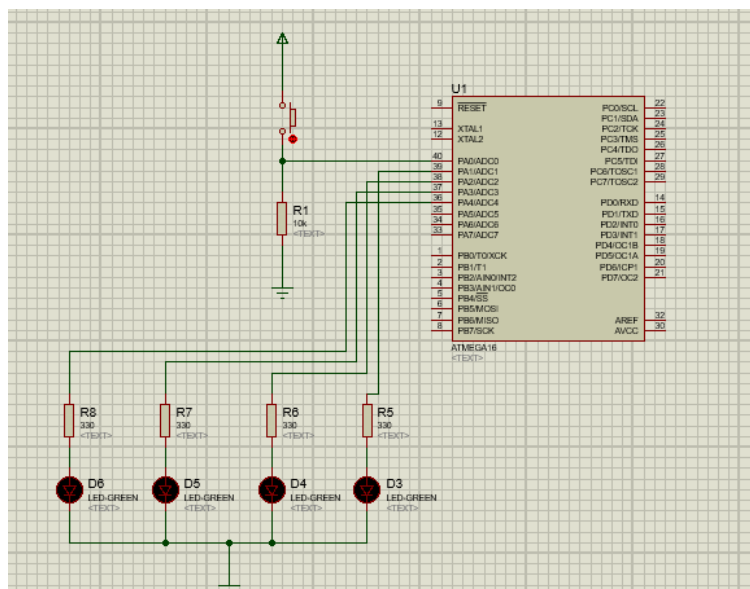 U1
9 RESET
13 XTAL1
12 XTAL2
40 PA0/ADC0
39 PA1/ADC1
38 PA2/ADC2
37 PA3/ADC3
36 PA4/ADC4
35 PA5/ADC5
34 PA6/ADC6
33 PA7/ADC7
1 PB0/T0/XCK
2 PB1/T1
3 PB2/AIN0/INT2
4 PB3/AIN1/OC0
5 PB4/SS
6 PB5/MOSI
7 PB6/MISO
8 PB7/SCK
PC0/SCL 22
PC1/SDA 23
PC2/TCK 24
PC3/TMS 25
PC4/TDO 26
PC5/TDI 27
PC6/TOSC1 28
PC7/TOSC2 29
PD0/RXD 14
PD1/TXD 15
PD2/INT0 16
PD3/INT1 17
PD4/OC1B 18
PD5/OC1A 19
PD6/ICP1 20
PD7/OC2 21
AREF 32
AVCC 30
ATMEGA16
<TEXT>
R1
10k
<TEXT>
R8
330
<TEXT>
R7
330
<TEXT>
R6
330
<TEXT>
R5
330
<TEXT>
D6
LED-GREEN
<TEXT>
D5
LED-GREEN
<TEXT>
D4
LED-GREEN
<TEXT>
D3
LED-GREEN
<TEXT>